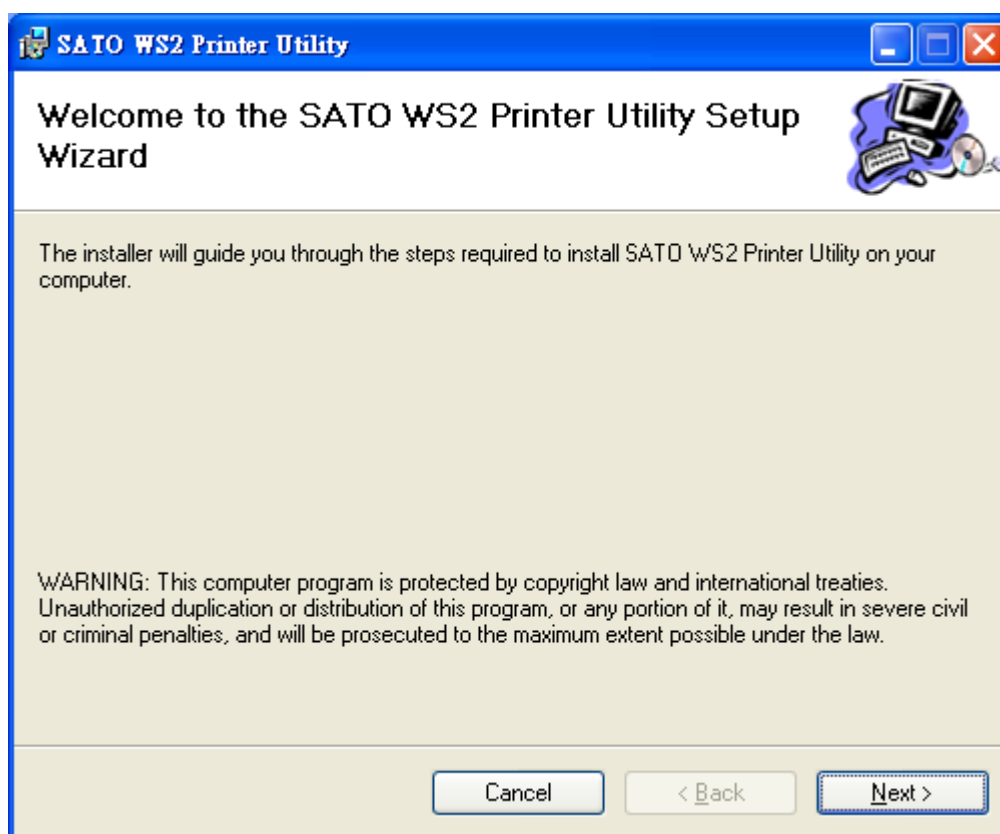 SATO WS2 Printer Utility
Welcome to the SATO WS2 Printer Utility Setup
Wizard
The installer will guide you through the steps required to install SATO WS2 Printer Utility on your
computer.
WARNING: This computer program is protected by copyright law and international treaties.
Unauthorized duplication or distribution of this program, or any portion of it, may result in severe civil
or criminal penalties, and will be prosecuted to the maximum extent possible under the law.
Cancel < Back Next >